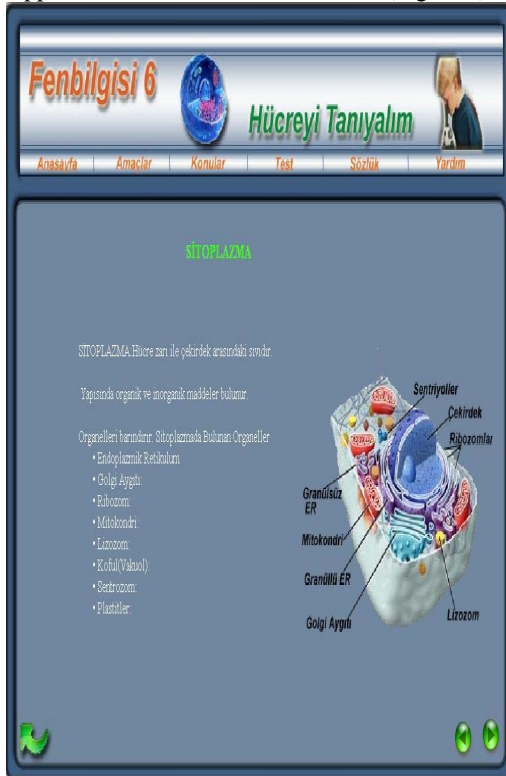 Fenbilgisi 6
Hücreyi Tanıyalım
Anasayfa Amaçlar Konular Test Sözlük Yardım
SİTOPLAZMA
SİTOPLAZMA:Hücre zarı ile çekirdek arasındaki sıvıdır.
Yapısında organik ve inorganik maddeler bulunur.
Organelleri barındırır. Sitoplazmada Bulunan Organeller
• Endoplazmik Retikulum
• Golgi Aygıtı:
• Ribozom:
• Mitokondri:
• Lizozom:
• Koful(Vakuol):
• Sentrozom:
• Plastitler:
Sentriyoller
Çekirdek
Ribozomlar
Granülsüz
ER
Mitokondri
Granüllü ER
Golgi Aygıtı
Lizozom